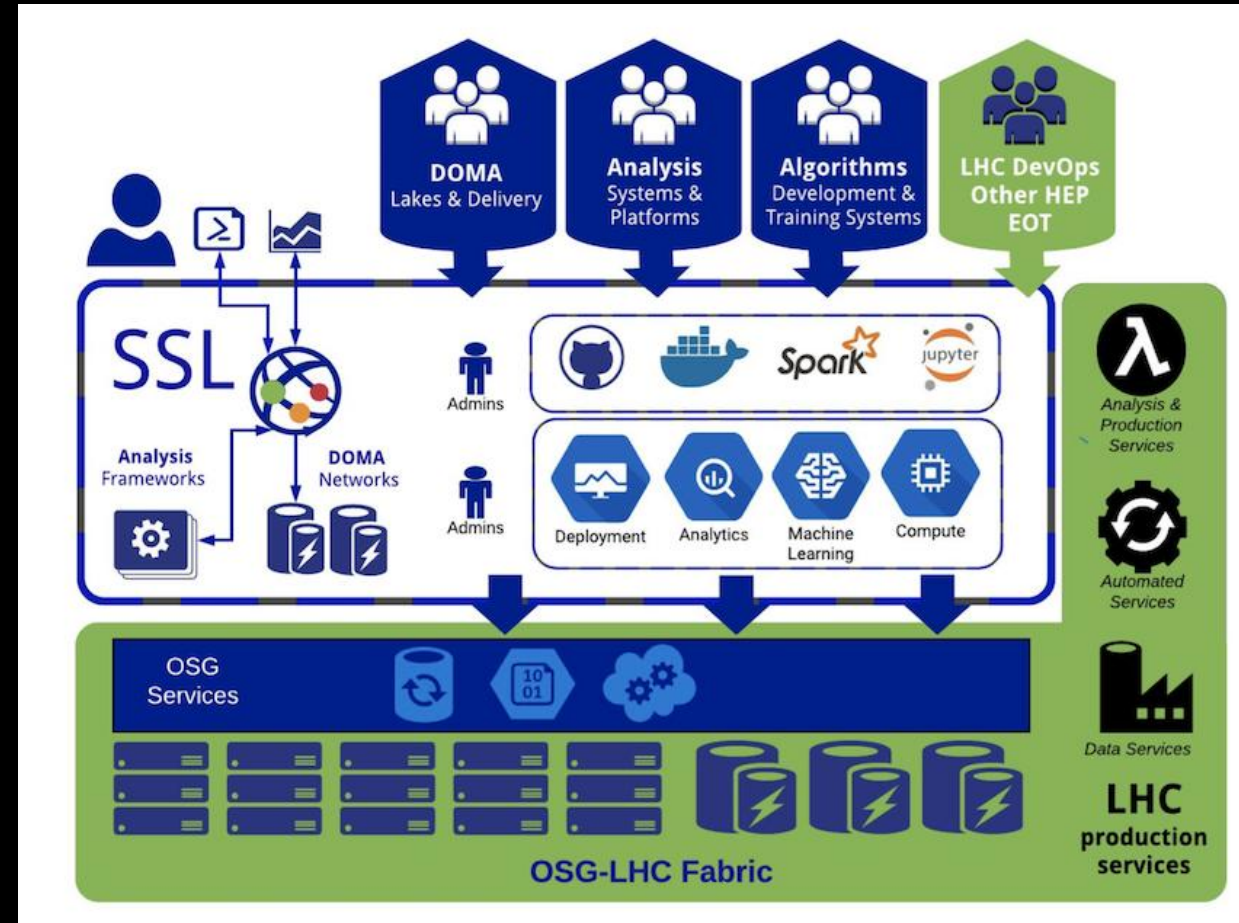 DOMA
Lakes & Delivery
Analysis
Systems &
Platforms
Algorithms
Development &
Training Systems
LHC DevOps
Other HEP
EOT
SSL
Analysis
Frameworks
DOMA
Networks
Admins
Spark
jupyter
Admins
Deployment
Analytics
Machine
Learning
Compute
λ
Analysis &
Production
Services
Automated
Services
Data Services
LHC
production
services
OSG
Services
10
01
OSG-LHC Fabric